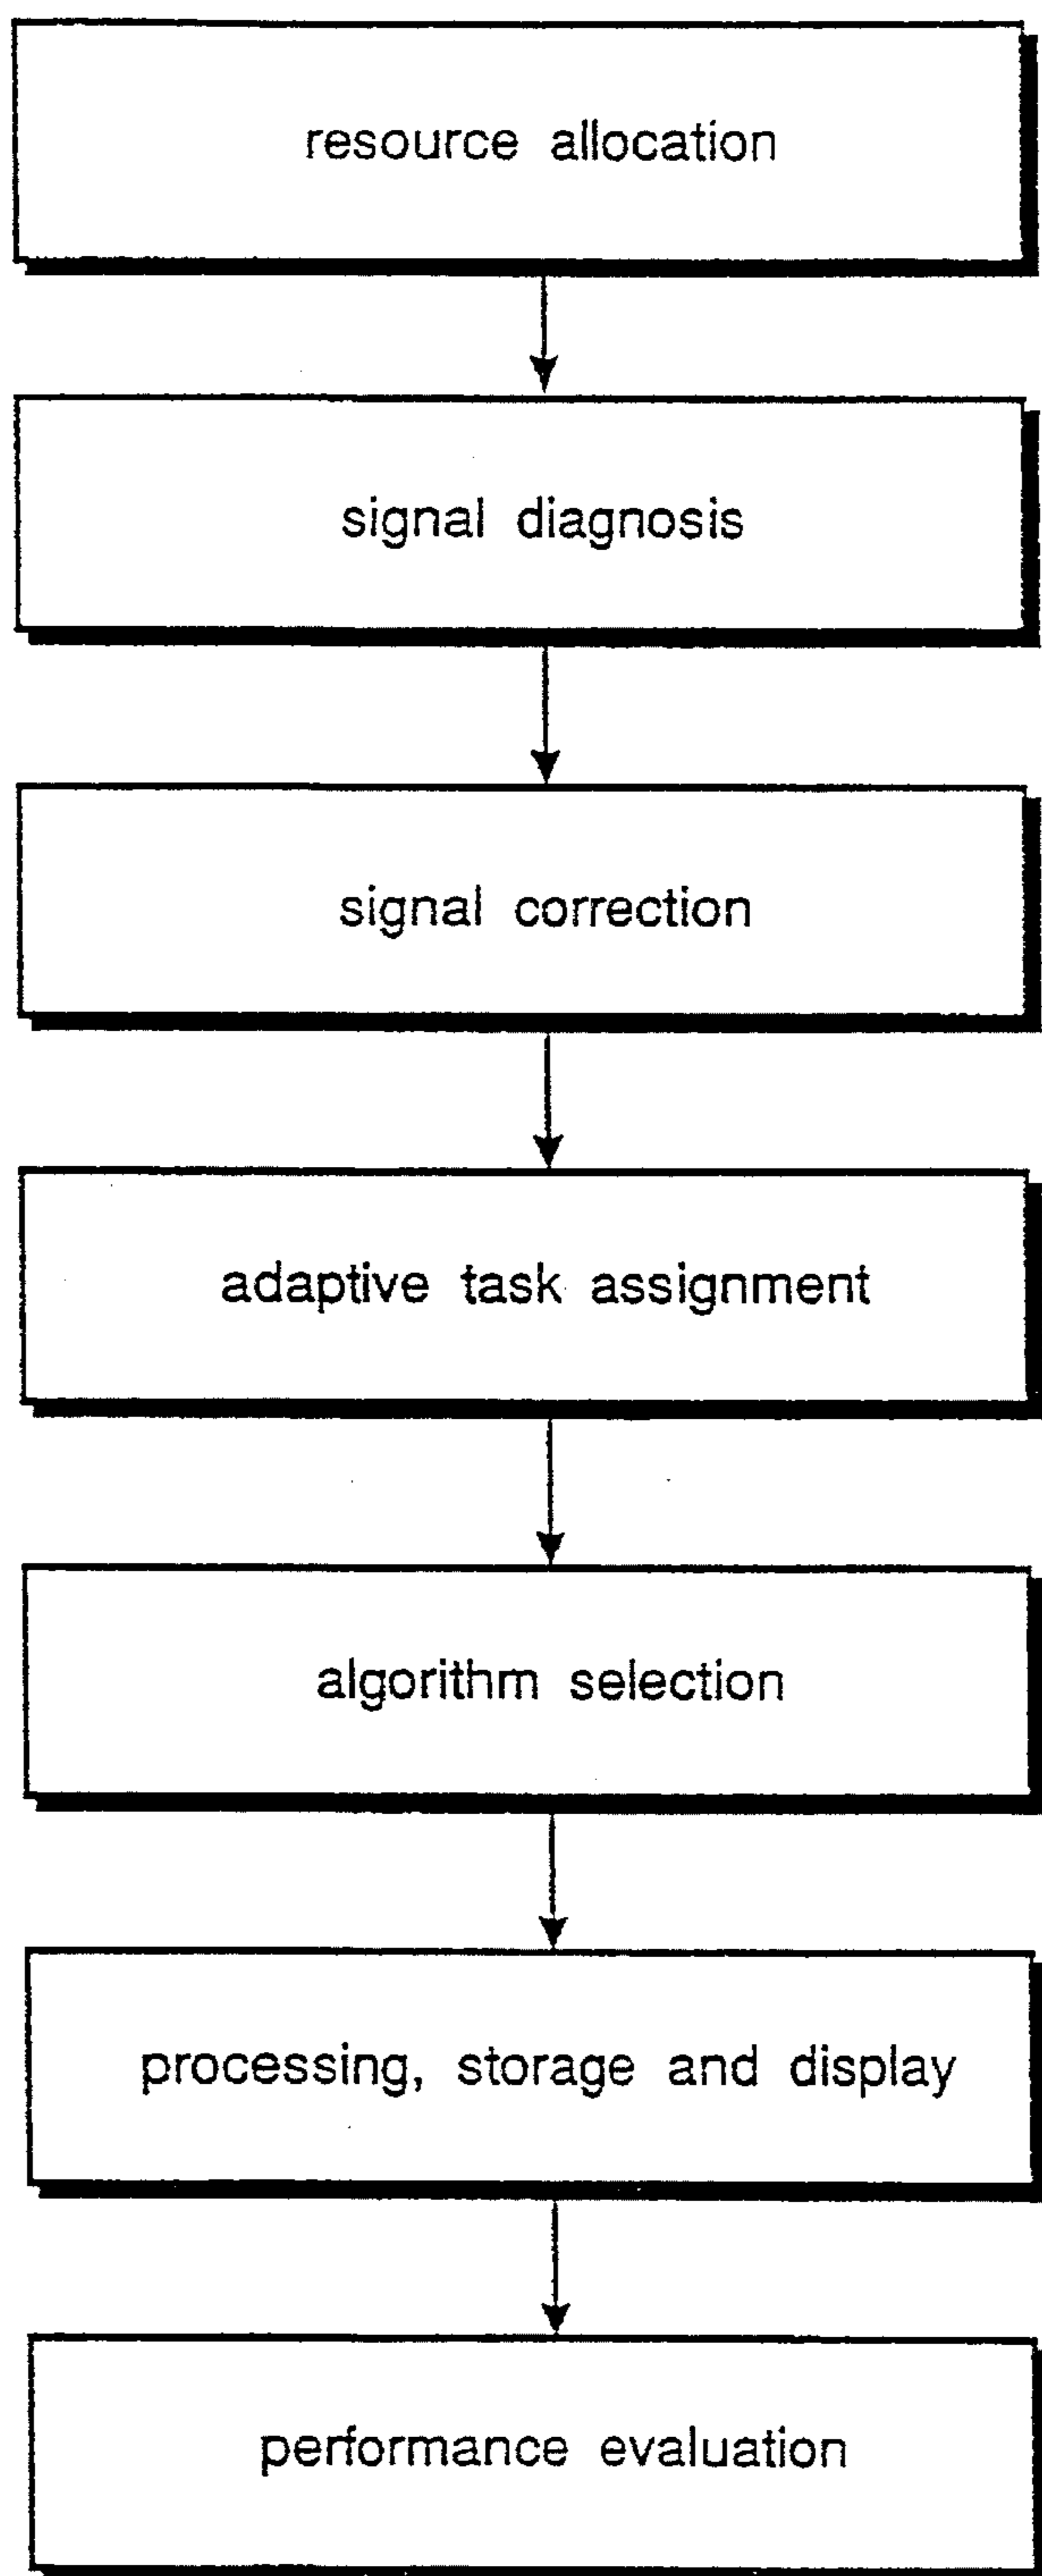 resource allocation
signal diagnosis
signal correction
adaptive task assignment
algorithm selection
processing, storage and display
performance evaluation